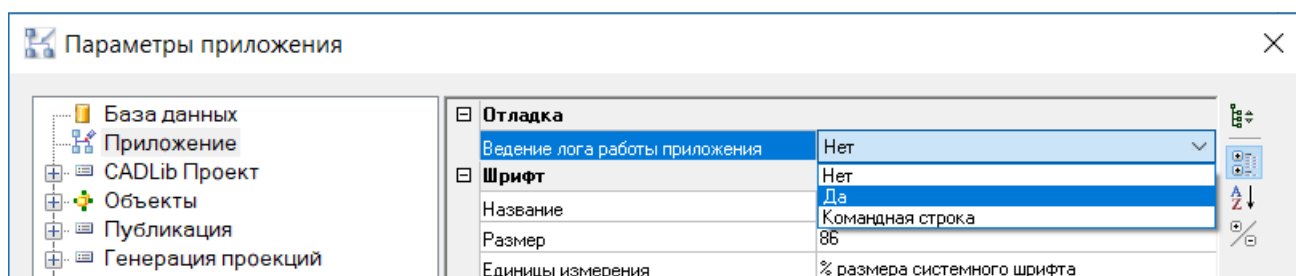 Параметры приложения
База данных
Приложение
CADLib Проект
Объекты
Публикация
Генерация проекций
Отладка
Ведение лога работы приложения Нет
Нет
Да
Командная строка
Шрифт
Название
Размер 86
Единицы измерения % размера системного шрифта